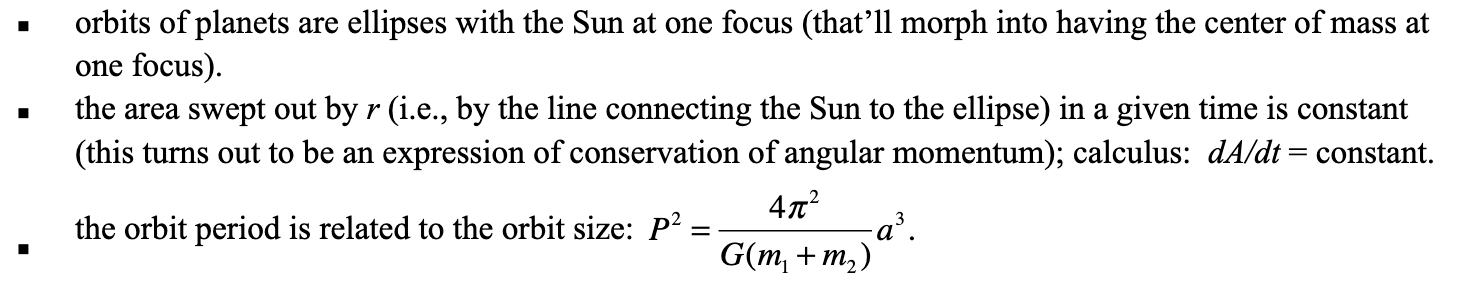 ▪ orbits of planets are ellipses with the Sun at one focus (that’ll morph into having the center of mass at
one focus).
▪ the area swept out by r (i.e., by the line connecting the Sun to the ellipse) in a given time is constant
(this turns out to be an expression of conservation of angular momentum); calculus: dA/dt = constant.
▪ the orbit period is related to the orbit size: P² = 4π² / G(m₁ + m₂) a³.